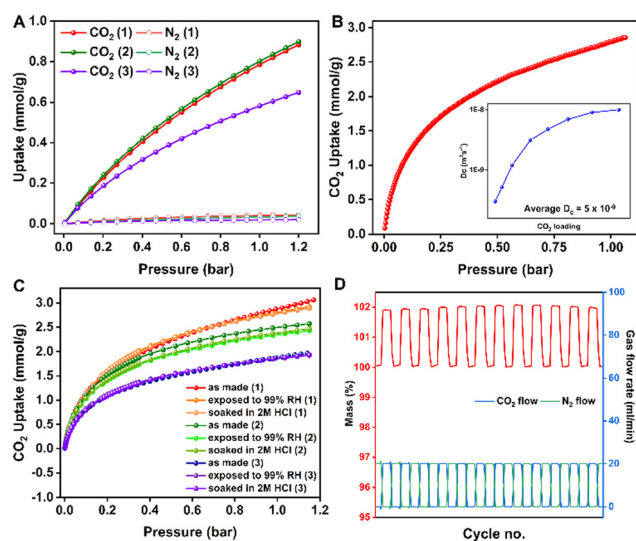 A
CO2 (1) N2 (1)
CO2 (2) N2 (2)
CO2 (3) N2 (3)
Uptake (mmol/g)
0.0 0.2 0.4 0.6 0.8 1.0
0.0 0.2 0.4 0.6 0.8 1.0 1.2
Pressure (bar)
B
CO2 Uptake (mmol/g)
0.0 0.5 1.0 1.5 2.0 2.5 3.0
0.00 0.25 0.50 0.75 1.00
Pressure (bar)
1E-8
1E-9
Dc (m²s⁻¹)
Average Dc = 5 x 10⁻⁹
CO2 loading
C
CO2 Uptake (mmol/g)
-1.0 -0.5 0.0 0.5 1.0 1.5 2.0 2.5 3.0
as made (1)
exposed to 99% RH (1)
soaked in 2M HCl (1)
as made (2)
exposed to 99% RH (2)
soaked in 2M HCl (2)
as made (3)
exposed to 99% RH (3)
soaked in 2M HCl (3)
0.0 0.2 0.4 0.6 0.8 1.0 1.2
Pressure (bar)
D
Mass (%)
95 96 97 98 99 100 101 102
CO2 flow N2 flow
Gas flow rate (ml/min)
0 20 40 60 80 100
Cycle no.